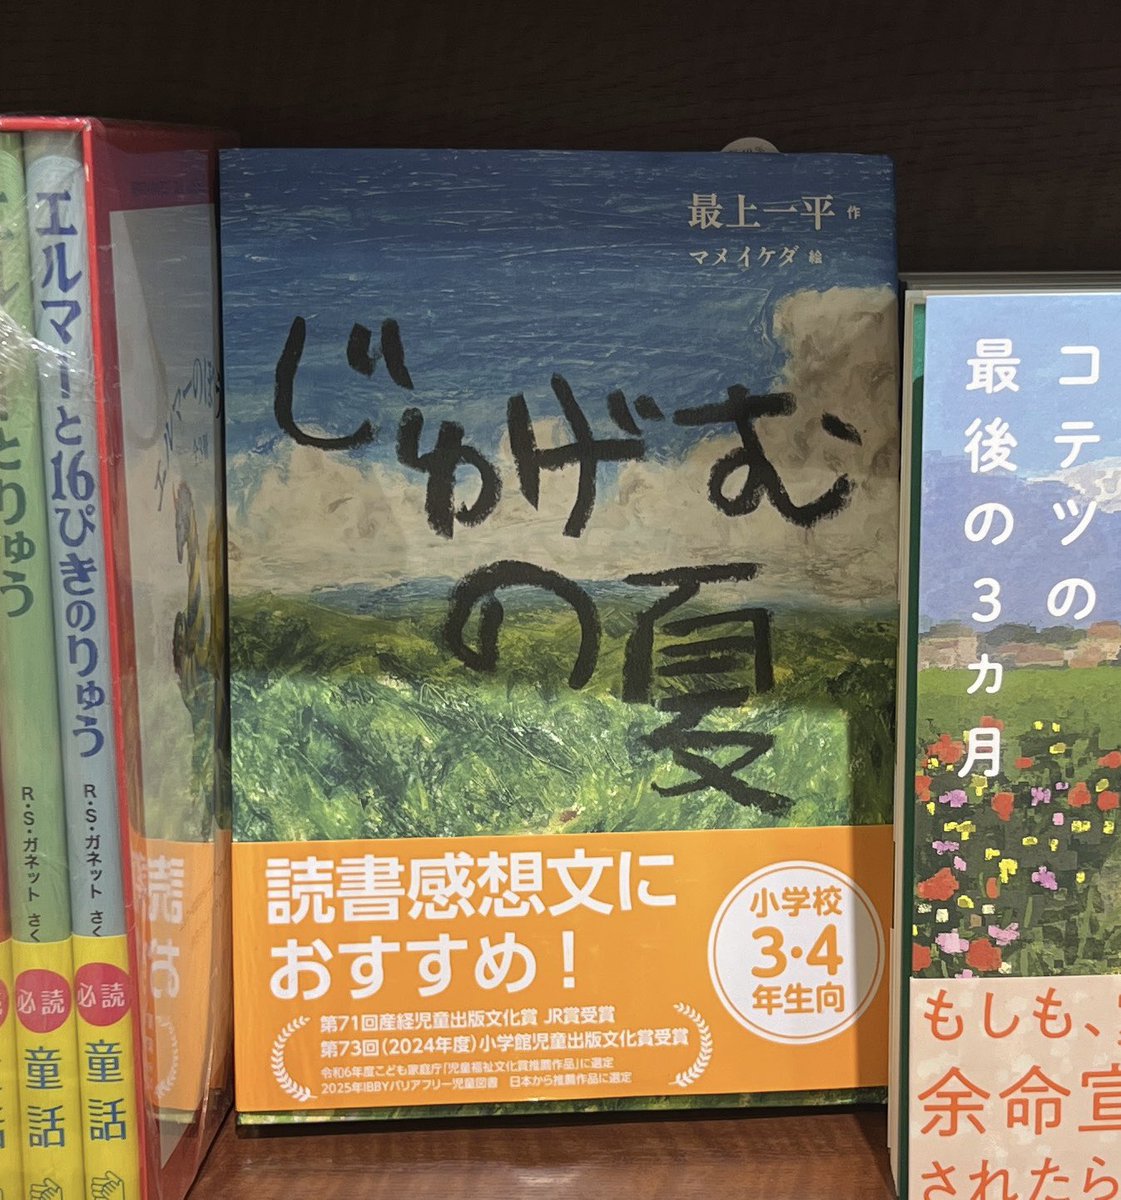 エルマーと16ぴきのりゅう
R・S・ガネット さく
R・S・ガネット さく
必読
必読
童話
童話
最上一平 作
マメイケダ 絵
じゅげむ
の夏
読書感想文に
おすすめ！
小学校
3・4
年生向
第71回産経児童出版文化賞 JR賞受賞
第73回（2024年度）小学館児童出版文化賞受賞
令和6年度こども家庭庁「児童福祉文化賞推薦作品」に選定
2025年IBBYバリアフリー児童図書 日本から推薦作品に選定
コテツの
最後の3ヵ月
もしも、
余命宣
されたら